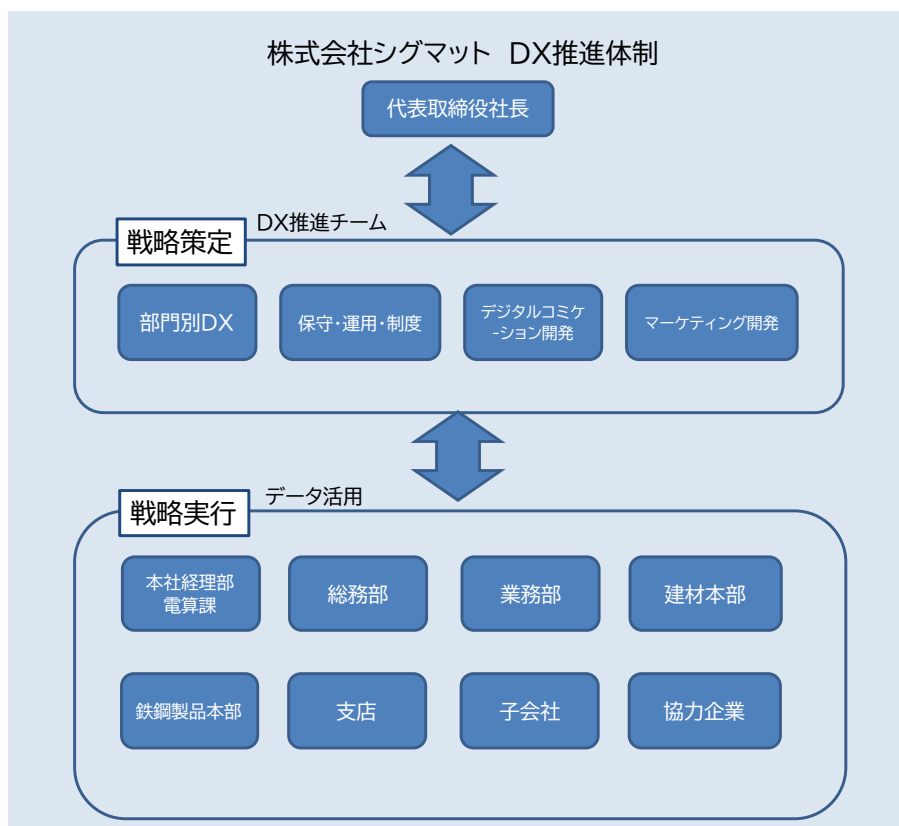 株式会社シグマット DX推進体制
代表取締役社長
戦略策定
DX推進チーム
部門別DX
保守・運用・制度
デジタルコミケ
-ション開発
マーケティング開発
戦略実行
データ活用
本社経理部
電算課
総務部
業務部
建材本部
鉄鋼製品本部
支店
子会社
協力企業